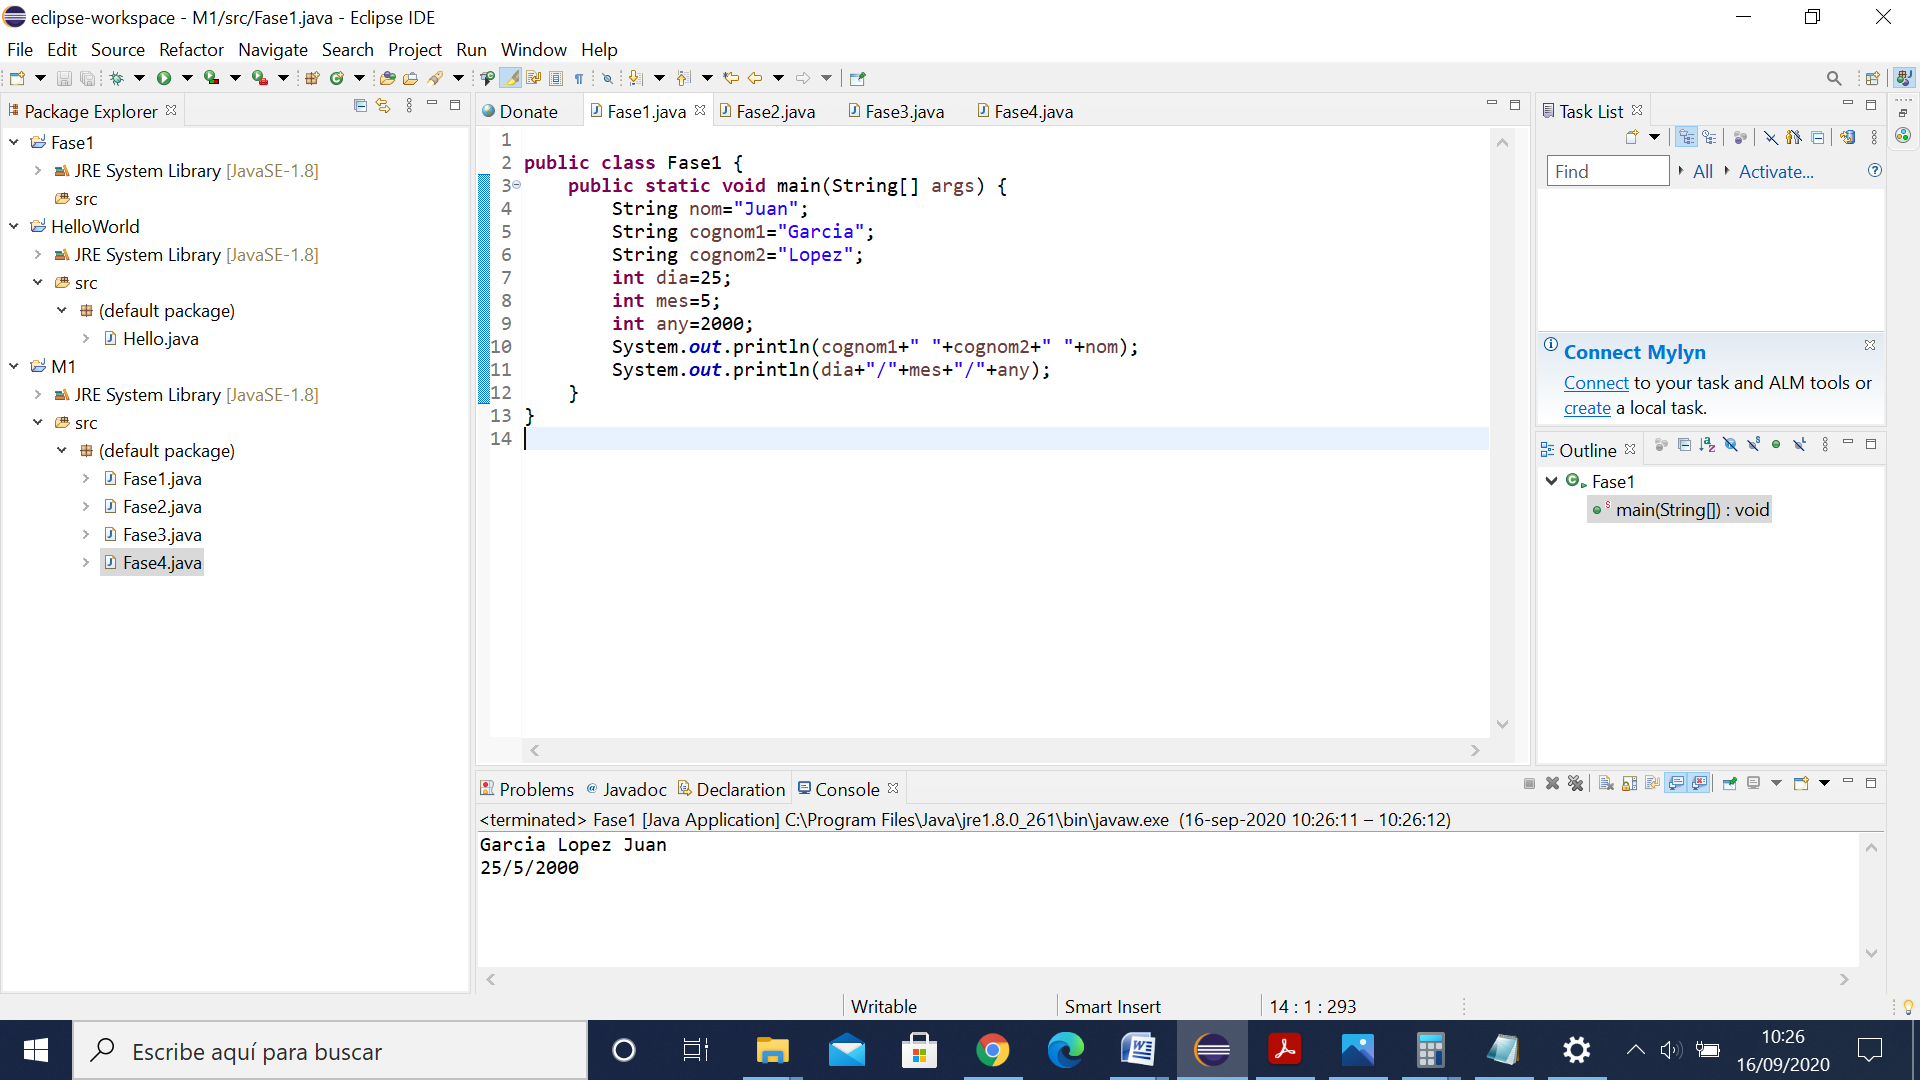 eclipse-workspace - M1/src/Fase1.java - Eclipse IDE
File Edit Source Refactor Navigate Search Project Run Window Help
Package Explorer
Fase1
JRE System Library [JavaSE-1.8]
src
HelloWorld
JRE System Library [JavaSE-1.8]
src
(default package)
Hello.java
M1
JRE System Library [JavaSE-1.8]
src
(default package)
Fase1.java
Fase2.java
Fase3.java
Fase4.java
Donate Fase1.java Fase2.java Fase3.java Fase4.java
1
2 public class Fase1 {
3 public static void main(String[] args) {
4 String nom="Juan";
5 String cognom1="Garcia";
6 String cognom2="Lopez";
7 int dia=25;
8 int mes=5;
9 int any=2000;
10 System.out.println(cognom1+" "+cognom2+" "+nom);
11 System.out.println(dia+"/"+mes+"/"+any);
12 }
13 }
14
Task List
Find All Activate...
Connect Mylyn
Connect to your task and ALM tools or
create a local task.
Outline
Fase1
main(String[]) : void
Problems @ Javadoc Declaration Console
<terminated> Fase1 [Java Application] C:\Program Files\Java\jre1.8.0_261\bin\javaw.exe (16-sep-2020 10:26:11 – 10:26:12)
Garcia Lopez Juan
25/5/2000
Writable Smart Insert 14 : 1 : 293
Escribe aquí para buscar
10:26
16/09/2020